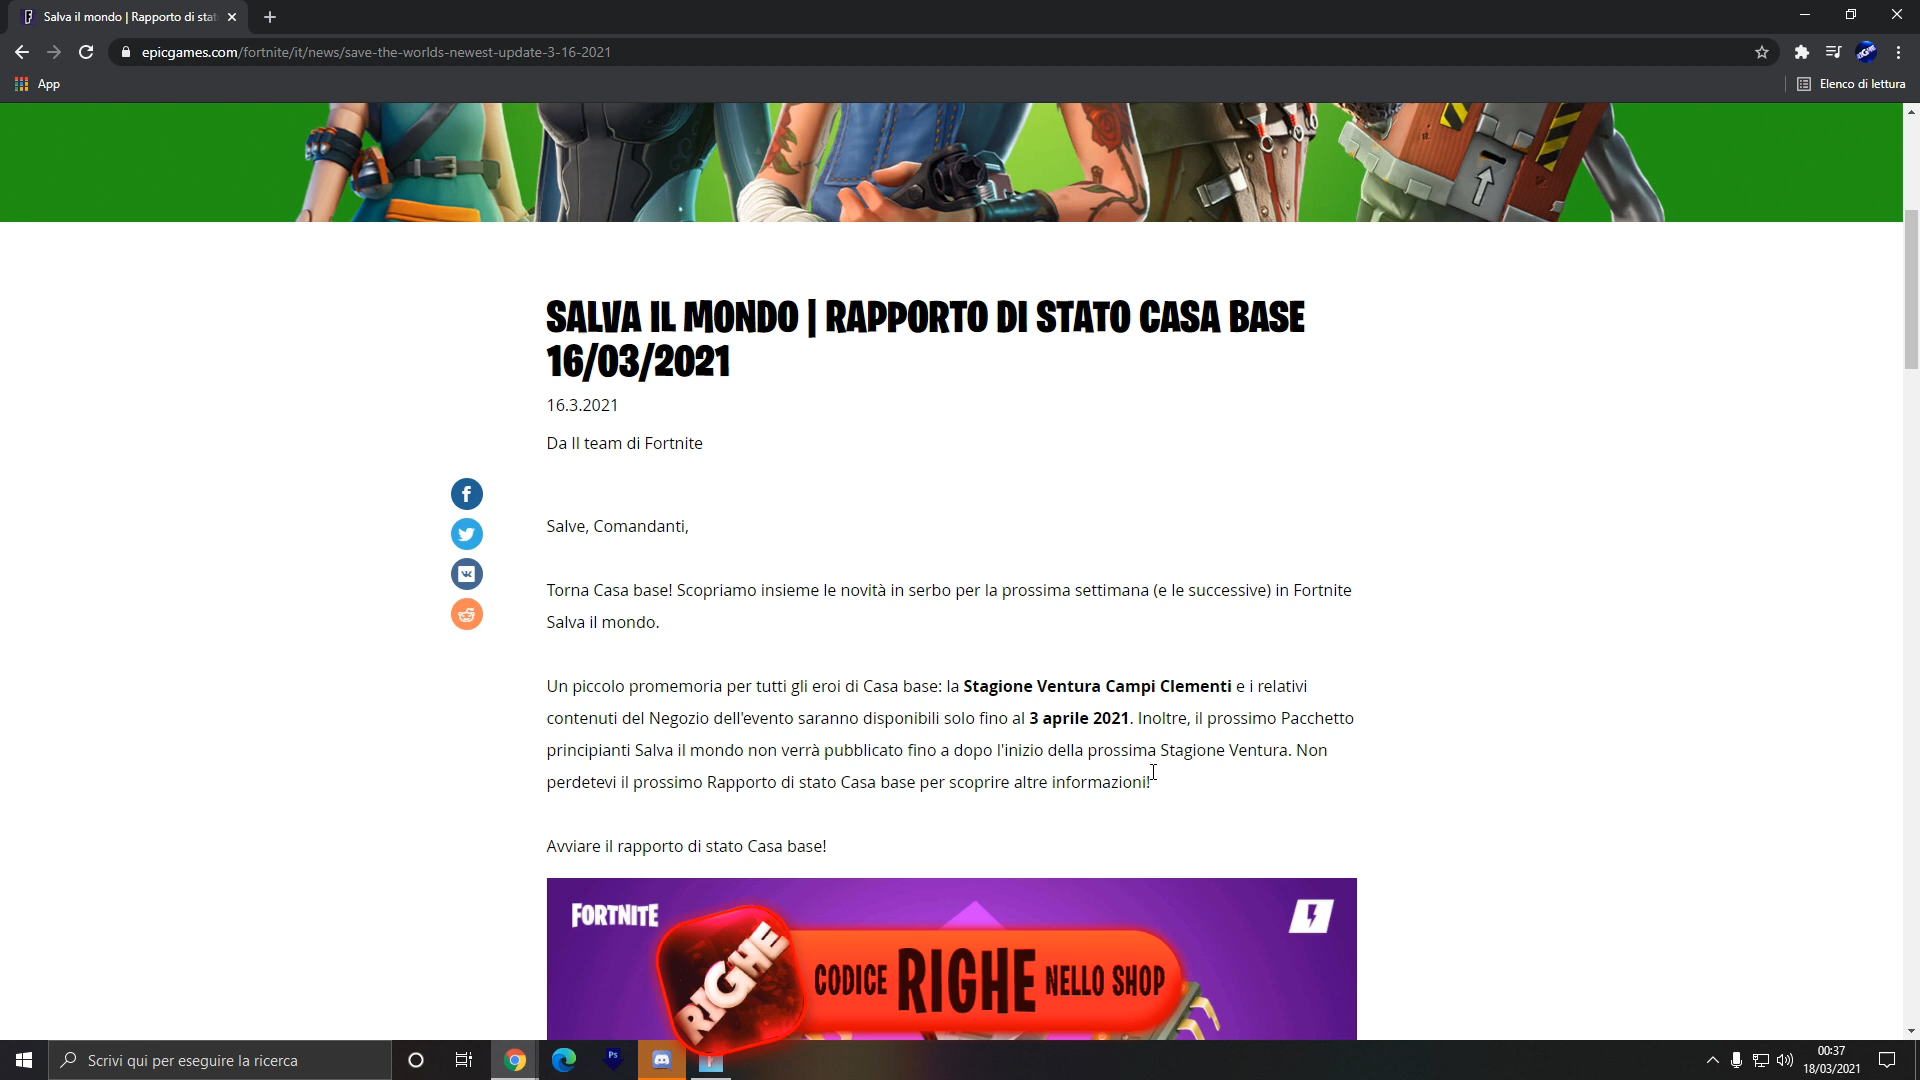 Salva il mondo | Rapporto di stat
epicgames.com/fortnite/it/news/save-the-worlds-newest-update-3-16-2021
App
Elenco di lettura
SALVA IL MONDO | RAPPORTO DI STATO CASA BASE
16/03/2021
16.3.2021
Da Il team di Fortnite
Salve, Comandanti,
Torna Casa base! Scopriamo insieme le novità in serbo per la prossima settimana (e le successive) in Fortnite
Salva il mondo.
Un piccolo promemoria per tutti gli eroi di Casa base: la Stagione Ventura Campi Clementi e i relativi
contenuti del Negozio dell'evento saranno disponibili solo fino al 3 aprile 2021. Inoltre, il prossimo Pacchetto
principianti Salva il mondo non verrà pubblicato fino a dopo l'inizio della prossima Stagione Ventura. Non
perdetevi il prossimo Rapporto di stato Casa base per scoprire altre informazioni!
Avviare il rapporto di stato Casa base!
FORTNITE
RIGHE
CODICE RIGHE NELLO SHOP
Scrivi qui per eseguire la ricerca
Ps
00:37
18/03/2021